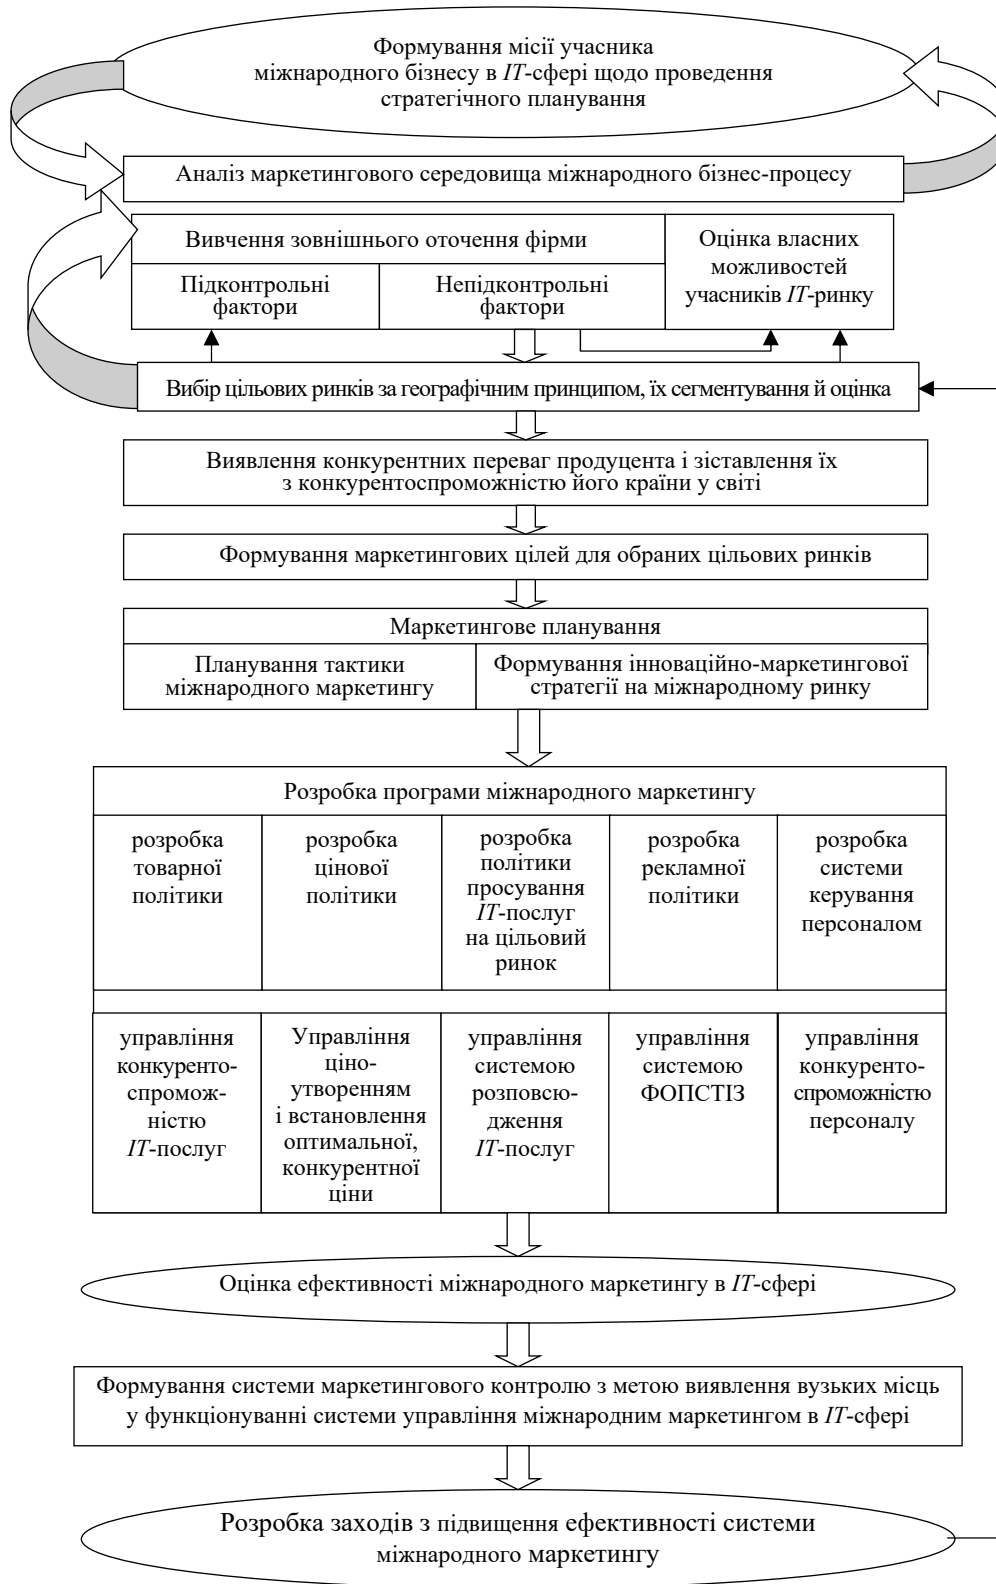 Формування місії учасника
міжнародного бізнесу в IT-сфері щодо проведення
стратегічного планування
Аналіз маркетингового середовища міжнародного бізнес-процесу
Вивчення зовнішнього оточення фірми
Підконтрольні
фактори
Непідконтрольні
фактори
Оцінка власних
можливостей
учасників IT-ринку
Вибір цільових ринків за географічним принципом, їх сегментування й оцінка
Виявлення конкурентних переваг продуцента і зіставлення їх
з конкурентоспроможністю його країни у світі
Формування маркетингових цілей для обраних цільових ринків
Маркетингове планування
Планування тактики
міжнародного маркетингу
Формування інноваційно-маркетингової
стратегії на міжнародному ринку
Розробка програми міжнародного маркетингу
розробка
товарної
політики
розробка
цінової
політики
розробка
політики
просування
IT-послуг
на цільовий
ринок
розробка
рекламної
політики
розробка
системи
керування
персоналом
управління
конкуренто-
спромож-
ністю
IT-послуг
Управління
ціно-
утворенням
і встановлення
оптимальної,
конкурентної
ціни
управління
системою
розповсю-
дження
IT-послуг
управління
системою
ФОПСТІЗ
управління
конкуренто-
спроможністю
персоналу
Оцінка ефективності міжнародного маркетингу в IT-сфері
Формування системи маркетингового контролю з метою виявлення вузьких місць
у функціонуванні системи управління міжнародним маркетингом в IT-сфері
Розробка заходів з підвищення ефективності системи
міжнародного маркетингу